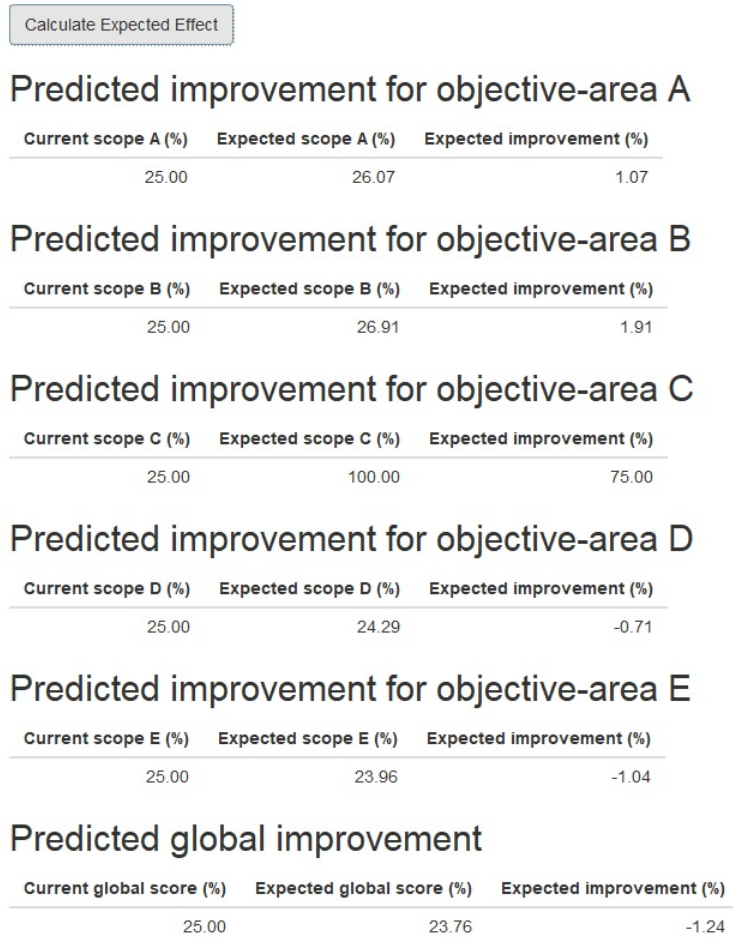 Calculate Expected Effect
Predicted improvement for objective-area A
Current scope A (%) Expected scope A (%) Expected improvement (%)
25.00 26.07 1.07
Predicted improvement for objective-area B
Current scope B (%) Expected scope B (%) Expected improvement (%)
25.00 26.91 1.91
Predicted improvement for objective-area C
Current scope C (%) Expected scope C (%) Expected improvement (%)
25.00 100.00 75.00
Predicted improvement for objective-area D
Current scope D (%) Expected scope D (%) Expected improvement (%)
25.00 24.29 -0.71
Predicted improvement for objective-area E
Current scope E (%) Expected scope E (%) Expected improvement (%)
25.00 23.96 -1.04
Predicted global improvement
Current global score (%) Expected global score (%) Expected improvement (%)
25.00 23.76 -1.24